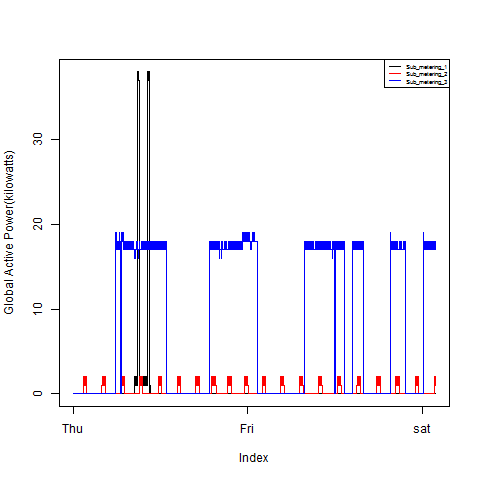 Sub_metering_1
Sub_metering_2
Sub_metering_3
Global Active Power(kilowatts)
30
20
10
0
Thu
Fri
sat
Index